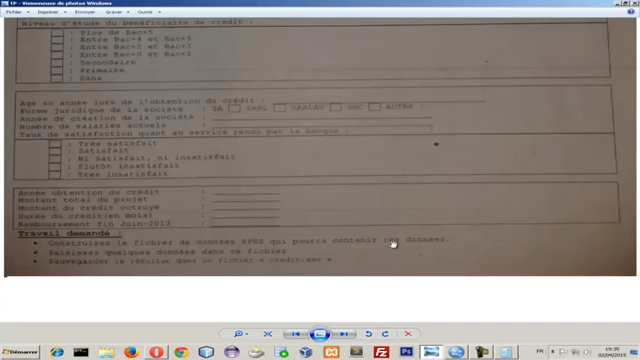 TP - Visionneuse de photos Windows
Fichier Imprimer Envoyer Graver Ouvrir
Niveau d'étude du bénéficiaire de crédit :
: Plus de Bac+5
: Entre Bac+4 et Bac+5
: Entre Bac+2 et Bac+3
: Entre Bac+0 et Bac+2
: Secondaire
: Primaire
: Sans
Age en année lors de l'obtention du crédit :
Forme juridique de la société : SA SARL SARLAU SNC AUTRE :
Année de création de la société :
Nombre de salariés actuels :
Taux de satisfaction quant au service rendu par la banque :
: Très satisfait
: Satisfait
: Ni Satisfait, ni insatisfait
: Plutôt insatisfait
: Très insatisfait
Année obtention du crédit :
Montant total du projet :
Montant du crédit octroyé :
Durée du crédit(en mois) :
Remboursement fin Juin-2013 :
Travail demandé :
• Construisez le fichier de données SPSS qui pourra contenir ces données.
• Saisissez quelques données dans ce fichier
• Sauvegarder le résultat dans un fichier « credit.sav »
Démarrer
FR
19:35
02/04/2015